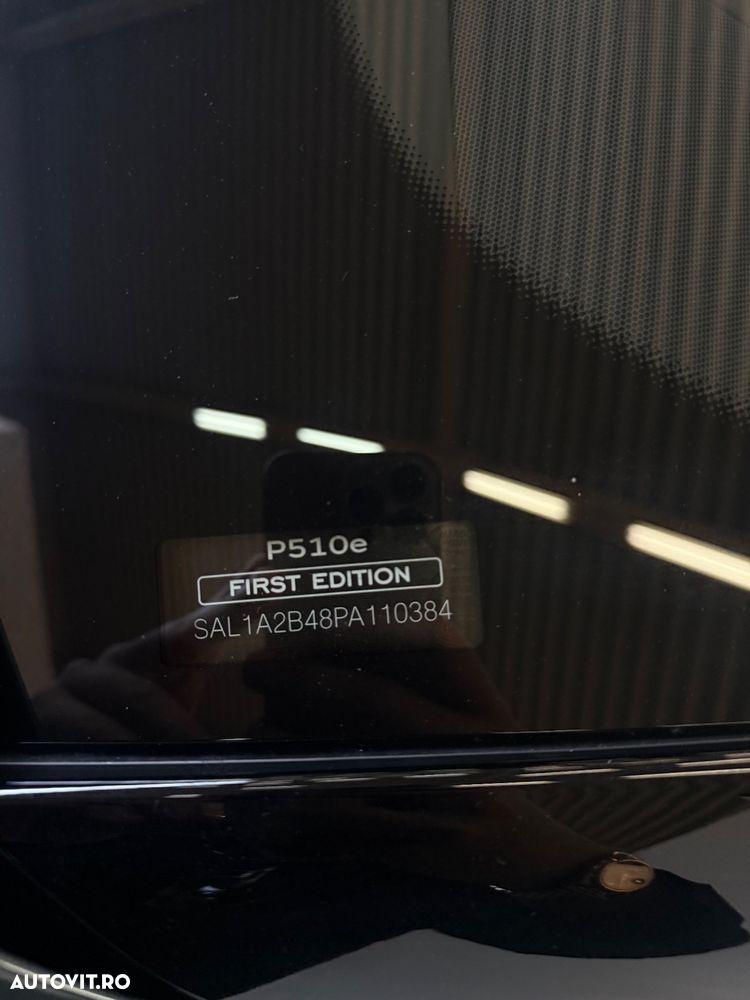 P510e
FIRST EDITION
SAL1A2B48PA110384
AUTOVIT.RO